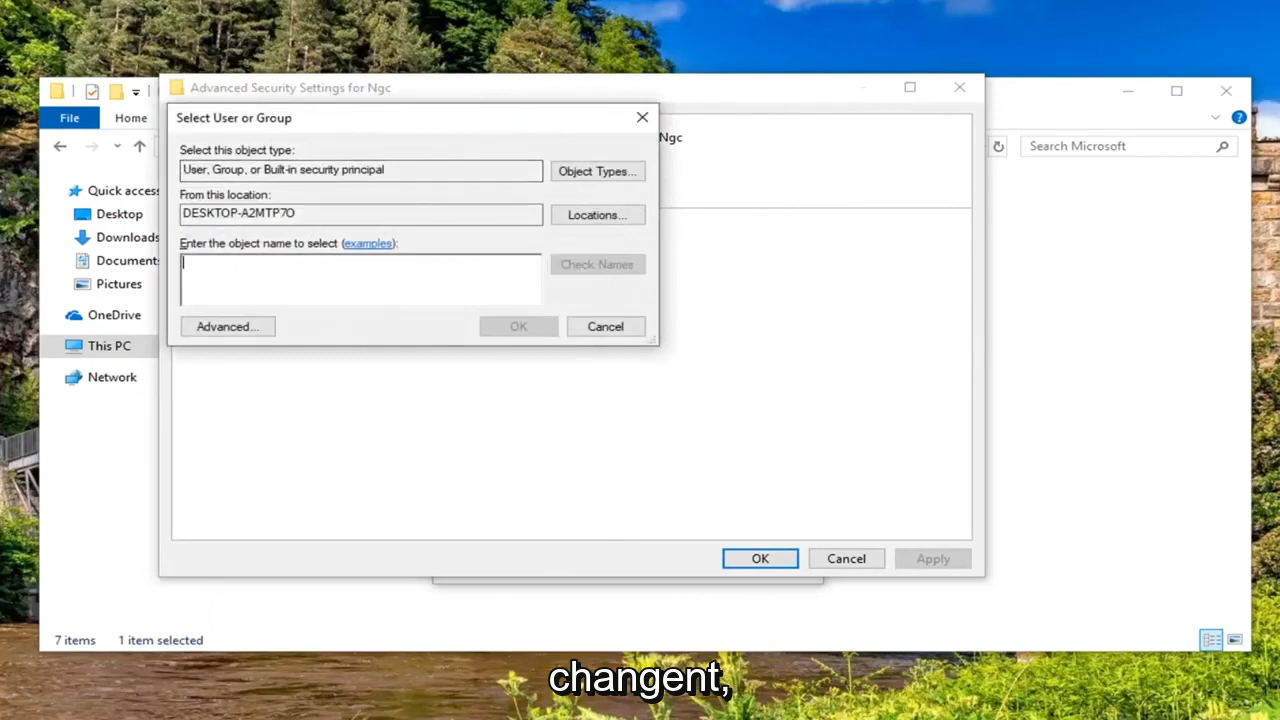 Advanced Security Settings for Ngc
File
Home
Select User or Group
Ngc
Select this object type:
User, Group, or Built-in security principal
Object Types...
From this location:
DESKTOP-A2MTP7O
Locations...
Enter the object name to select (examples):
Check Names
Advanced...
OK
Cancel
Search Microsoft
Quick access
Desktop
Downloads
Document
Pictures
OneDrive
This PC
Network
OK
Cancel
Apply
7 items
1 item selected
changent,